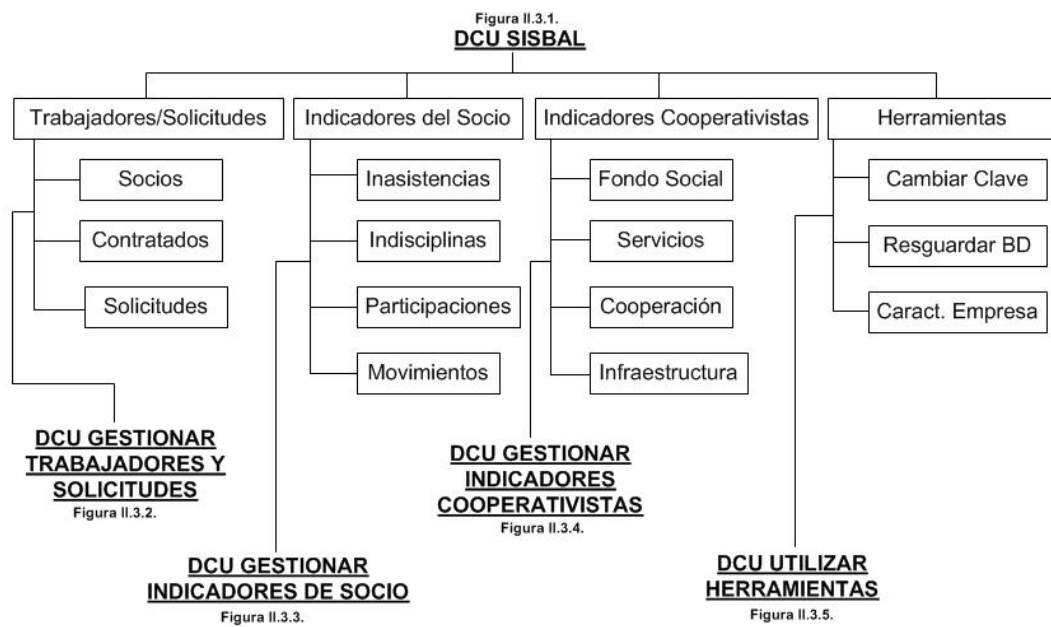 Figura II.3.1.
DCU SISBAL
Trabajadores/Solicitudes
Socios
Contratados
Solicitudes
DCU GESTIONAR
TRABAJADORES Y
SOLICITUDES
Figura II.3.2.
Indicadores del Socio
Inasistencias
Indisciplinas
Participaciones
Movimientos
DCU GESTIONAR
INDICADORES DE SOCIO
Figura II.3.3.
Indicadores Cooperativistas
Fondo Social
Servicios
Cooperación
Infraestructura
DCU GESTIONAR
INDICADORES
COOPERATIVISTAS
Figura II.3.4.
Herramientas
Cambiar Clave
Resguardar BD
Caract. Empresa
DCU UTILIZAR
HERRAMIENTAS
Figura II.3.5.